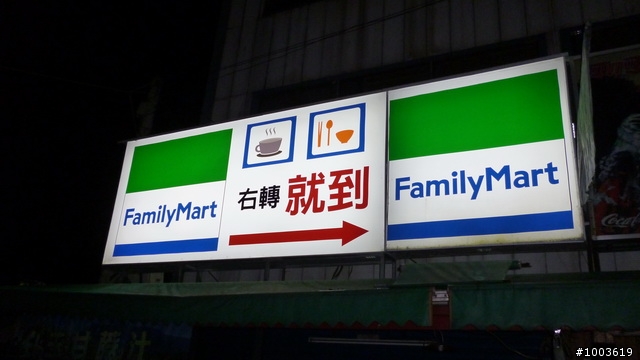 FamilyMart
右轉 就到
FamilyMart
#1003619